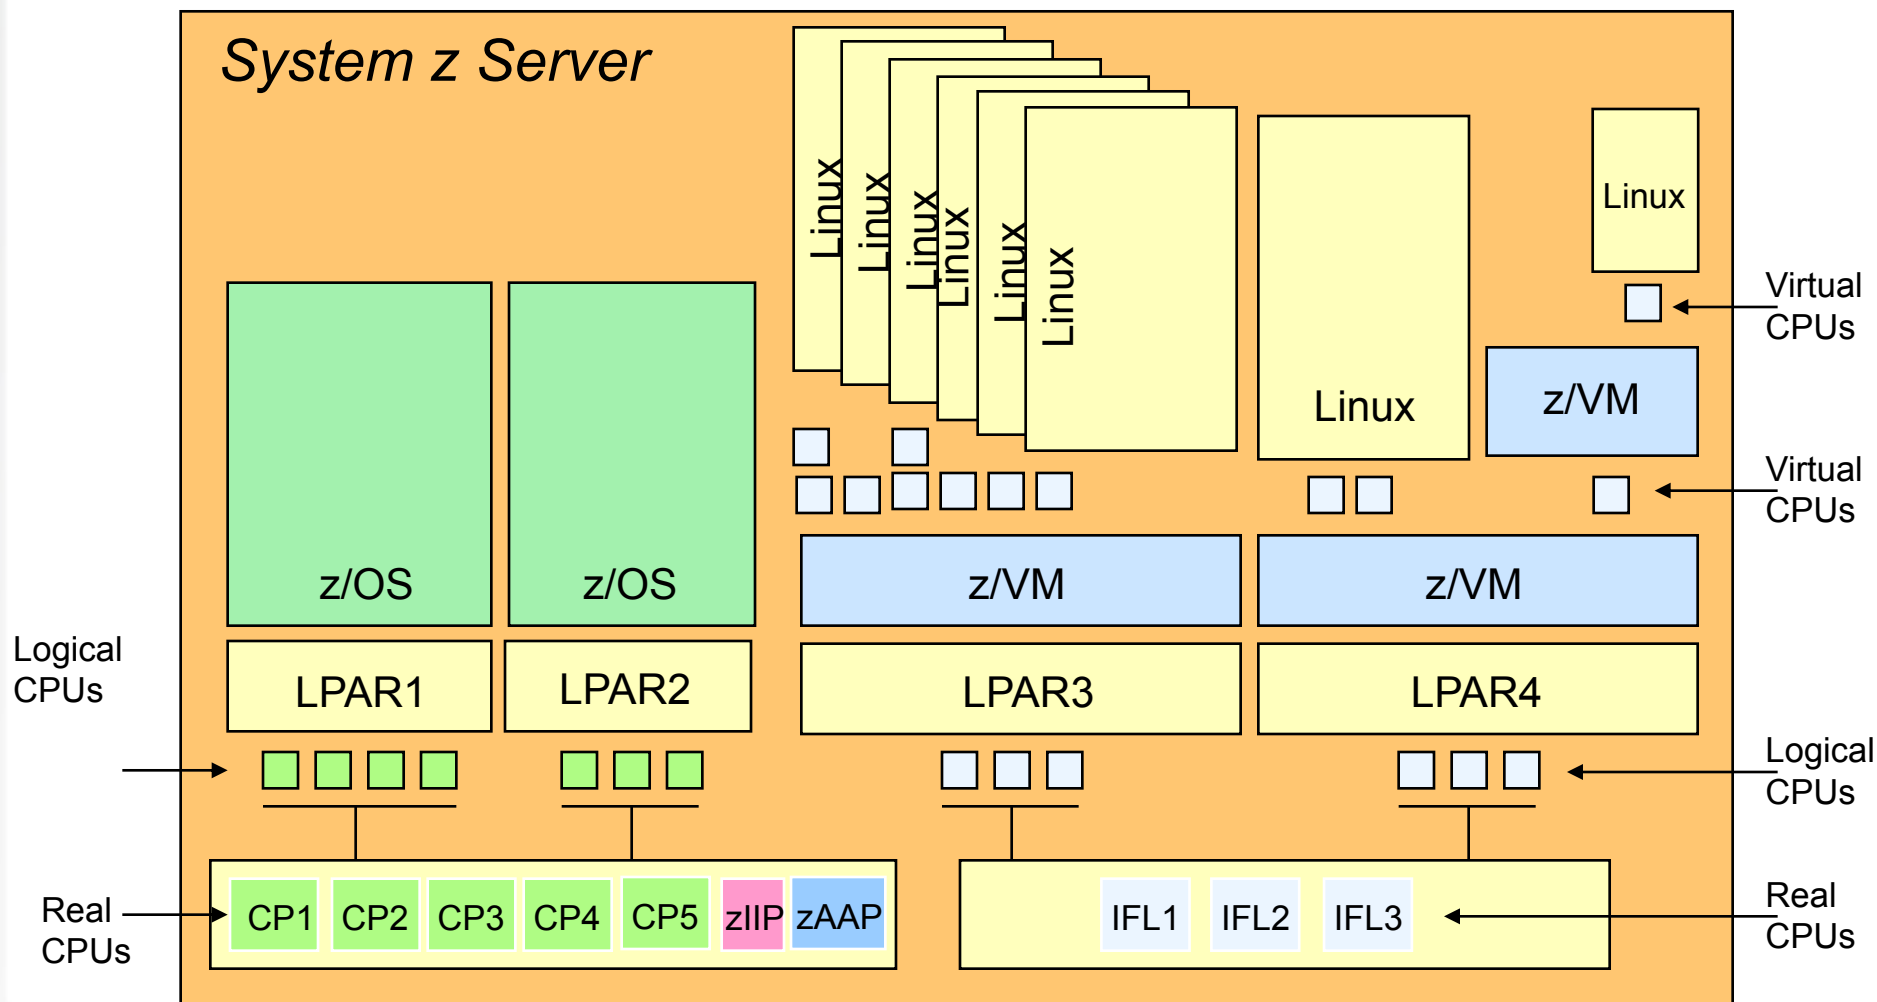 System z Server
Linux
Linux
Linux
Linux
Linux
Linux
Linux
Linux
Virtual
CPUs
z/VM
Virtual
CPUs
z/OS
z/OS
z/VM
z/VM
Logical
CPUs
LPAR1
LPAR2
LPAR3
LPAR4
Logical
CPUs
Real
CPUs
CP1
CP2
CP3
CP4
CP5
zIIP
zAAP
IFL1
IFL2
IFL3
Real
CPUs